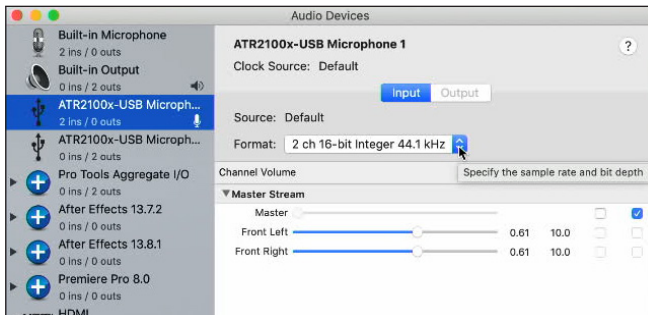 Audio Devices
Built-in Microphone
2 ins / 0 outs
Built-in Output
0 ins / 2 outs
ATR2100x-USB Microph...
2 ins / 0 outs
ATR2100x-USB Microph...
0 ins / 2 outs
Pro Tools Aggregate I/O
0 ins / 2 outs
After Effects 13.7.2
0 ins / 0 outs
After Effects 13.8.1
0 ins / 0 outs
Premiere Pro 8.0
0 ins / 0 outs
HDMI
ATR2100x-USB Microphone 1
?
Clock Source: Default
Input Output
Source: Default
Format: 2 ch 16-bit Integer 44.1 kHz
Specify the sample rate and bit depth
Channel Volume
Master Stream
Master
Front Left 0.61 10.0
Front Right 0.61 10.0